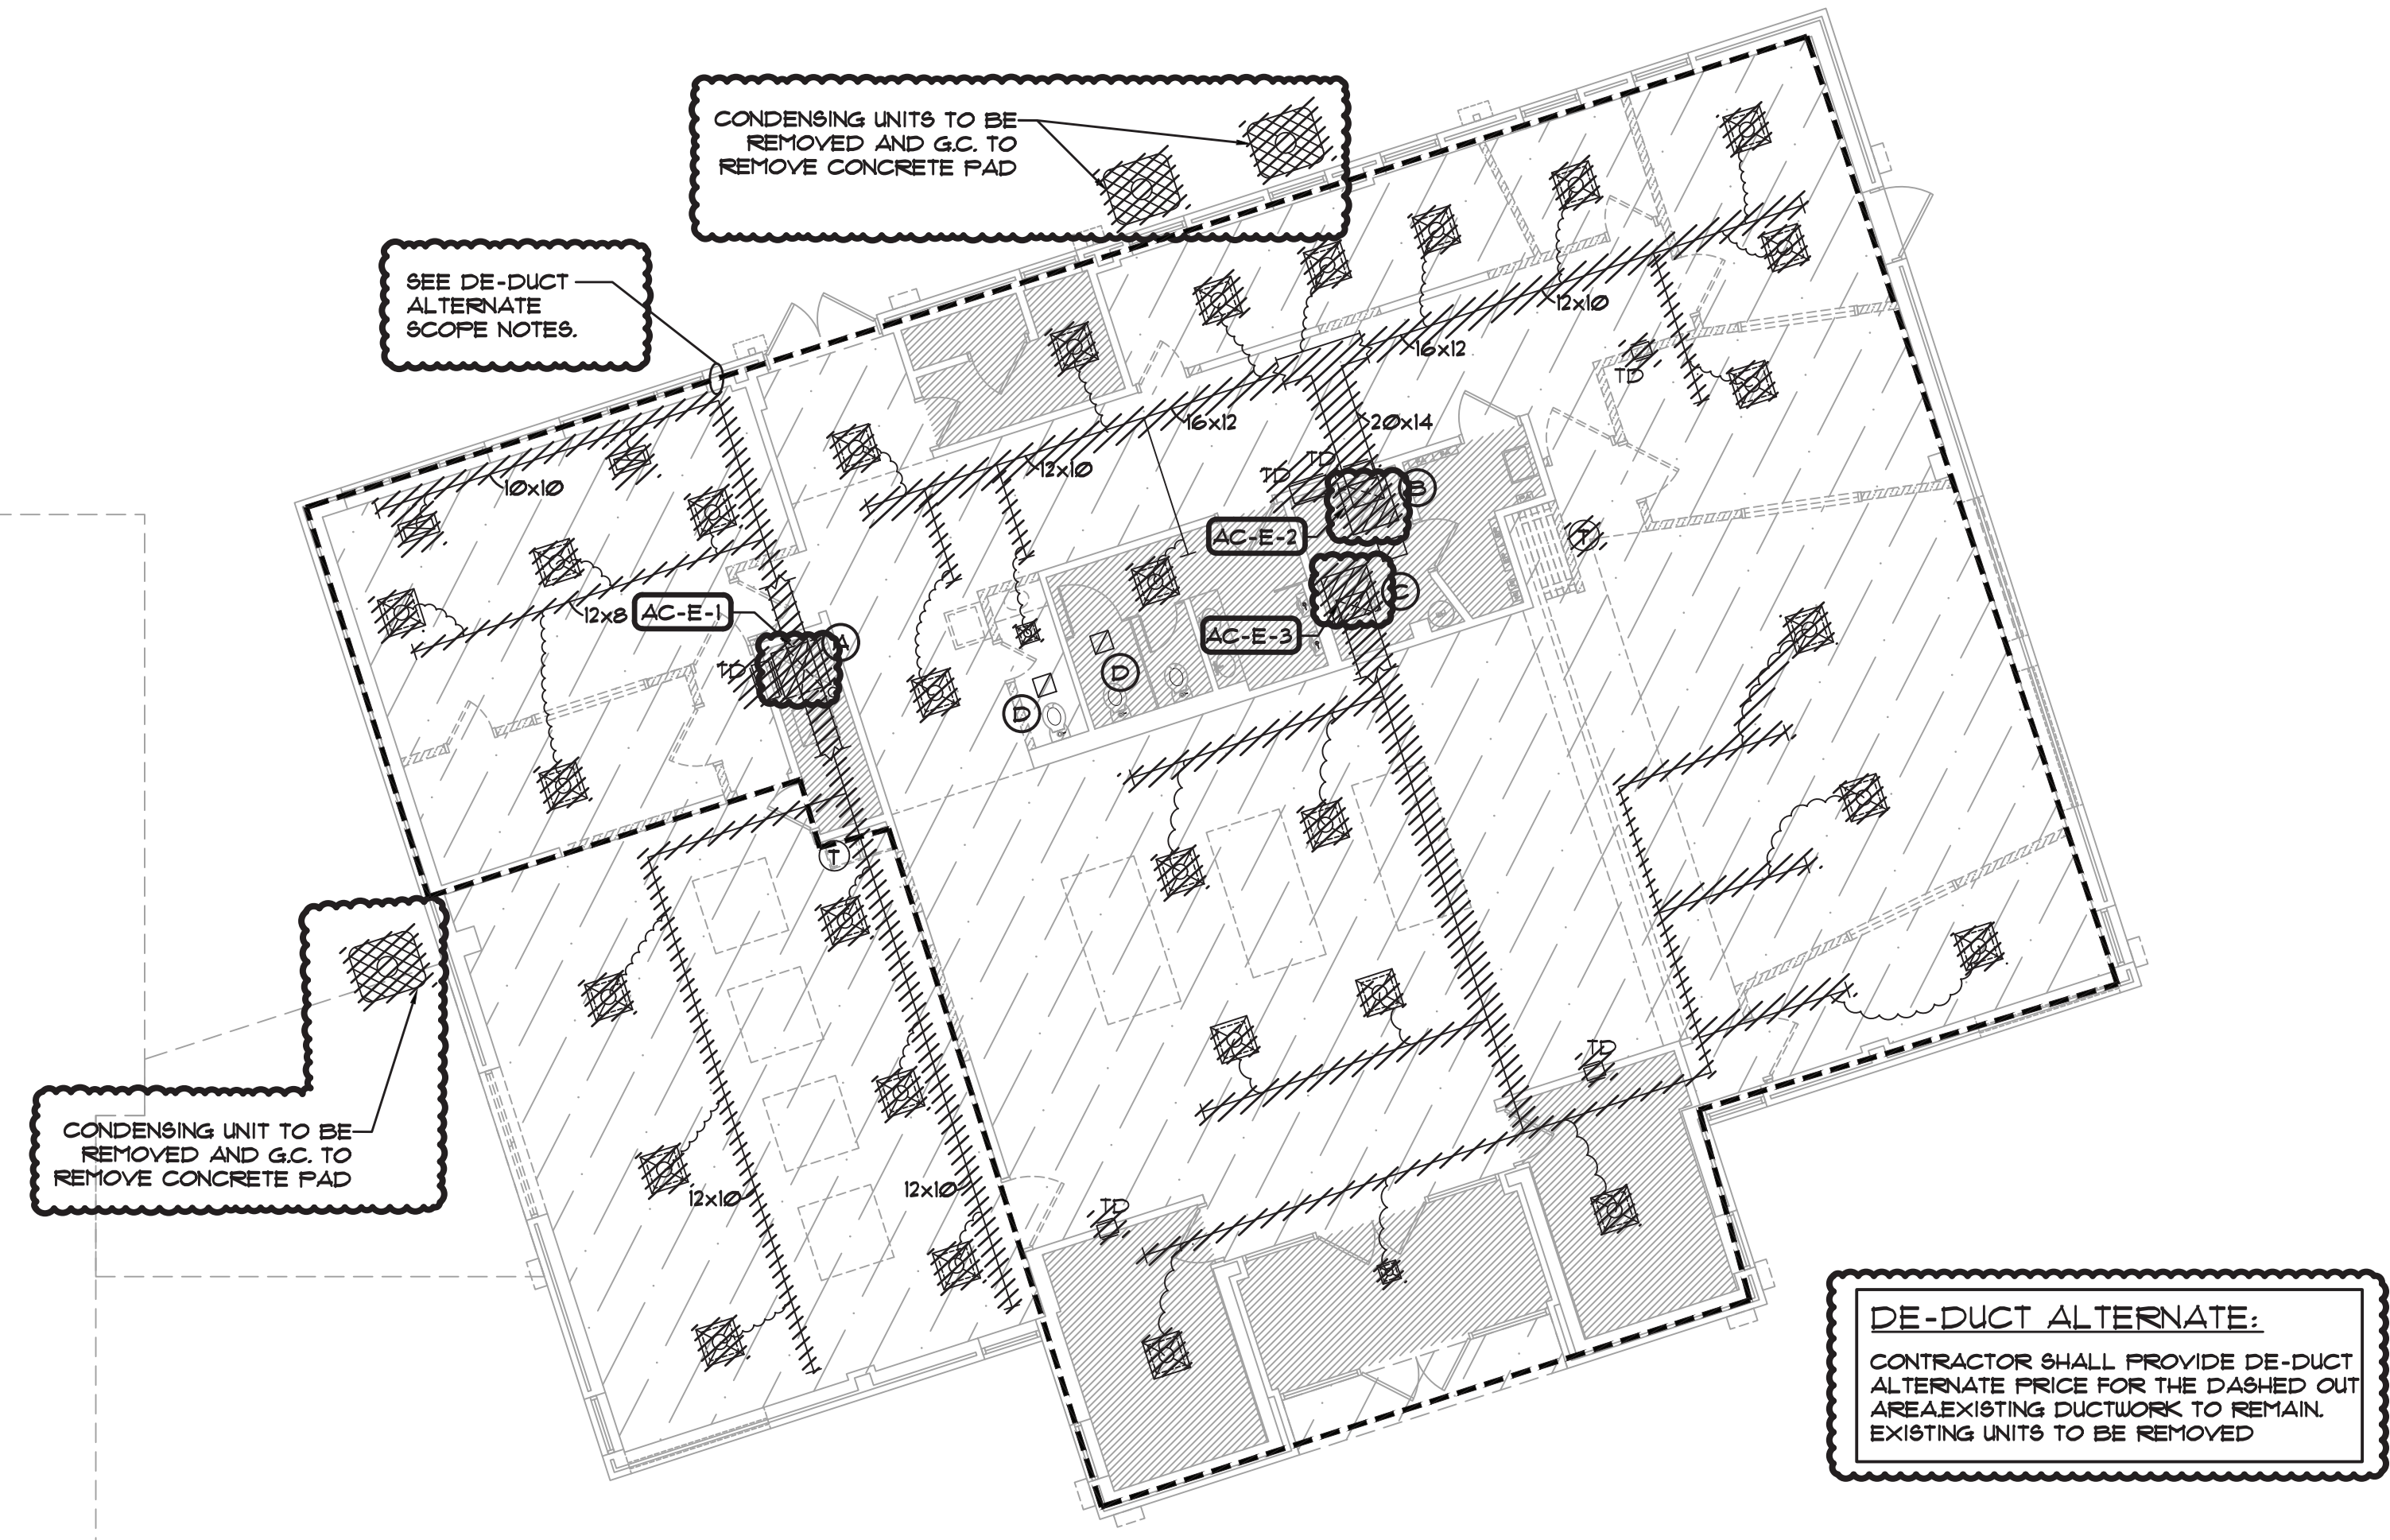 CONDENSING UNITS TO BE
REMOVED AND G.C. TO
REMOVE CONCRETE PAD
SEE DE-DUCT
ALTERNATE
SCOPE NOTES.
12x10
16x12
TD
16x12
20x14
12x10
TD
TD
10x10
B
AC-E-2
T
12x8
AC-E-1
C
A
AC-E-3
TD
D
D
T
CONDENSING UNIT TO BE
REMOVED AND G.C. TO
REMOVE CONCRETE PAD
TD
12x10
12x10
TD
DE-DUCT ALTERNATE:
CONTRACTOR SHALL PROVIDE DE-DUCT
ALTERNATE PRICE FOR THE DASHED OUT
AREA.EXISTING DUCTWORK TO REMAIN.
EXISTING UNITS TO BE REMOVED